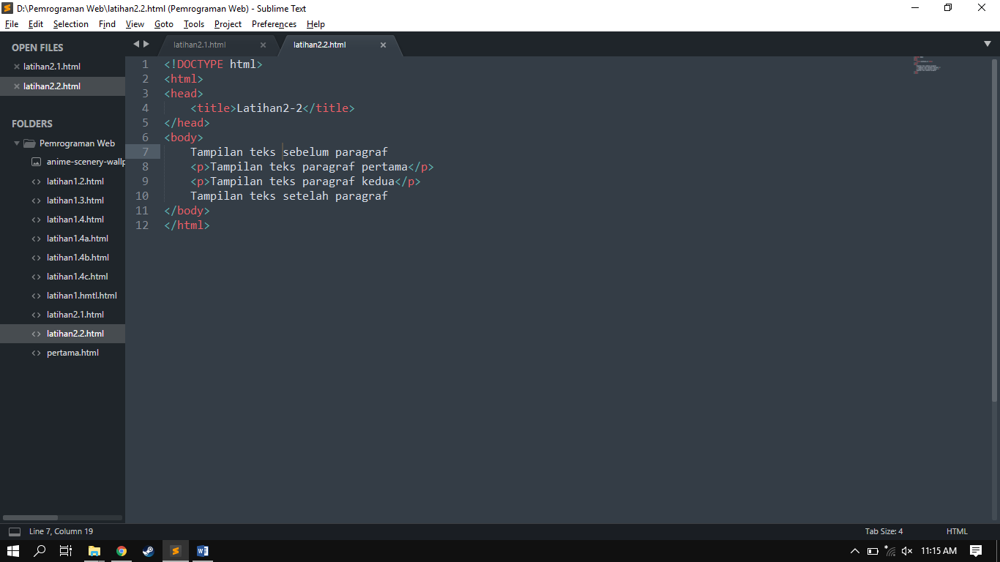 D:\Pemrograman Web\latihan2.2.html (Pemrograman Web) - Sublime Text
File Edit Selection Find View Goto Tools Project Preferences Help
OPEN FILES
latihan2.1.html
latihan2.2.html
FOLDERS
Pemrograman Web
anime-scenery-wallp
latihan1.2.html
latihan1.3.html
latihan1.4.html
latihan1.4a.html
latihan1.4b.html
latihan1.4c.html
latihan1.hmtl.html
latihan2.1.html
latihan2.2.html
pertama.html
latihan2.1.html latihan2.2.html
1 <!DOCTYPE html>
2 <html>
3 <head>
4 <title>Latihan2-2</title>
5 </head>
6 <body>
7 Tampilan teks sebelum paragraf
8 <p>Tampilan teks paragraf pertama</p>
9 <p>Tampilan teks paragraf kedua</p>
10 Tampilan teks setelah paragraf
11 </body>
12 </html>
Line 7, Column 19 Tab Size: 4 HTML
11:15 AM